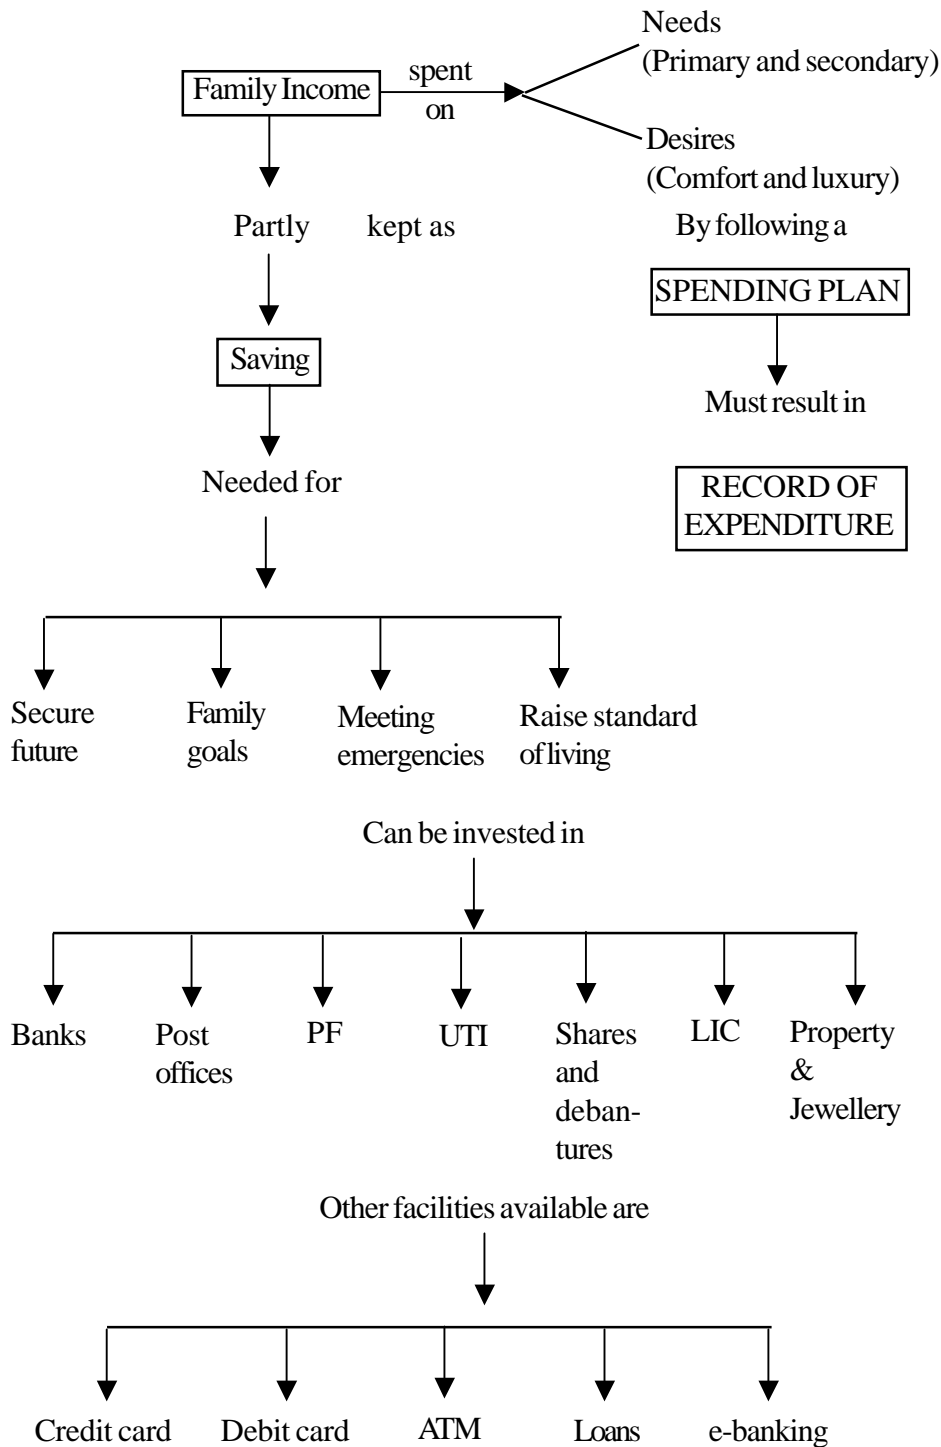 Needs
(Primary and secondary)
Family Income
spent
on
Desires
(Comfort and luxury)
Partly kept as
By following a
SPENDING PLAN
Saving
Must result in
Needed for
RECORD OF
EXPENDITURE
Secure
future
Family
goals
Meeting
emergencies
Raise standard
of living
Can be invested in
Banks
Post
offices
PF
UTI
Shares
and
deban-
tures
LIC
Property
&
Jewellery
Other facilities available are
Credit card
Debit card
ATM
Loans
e-banking